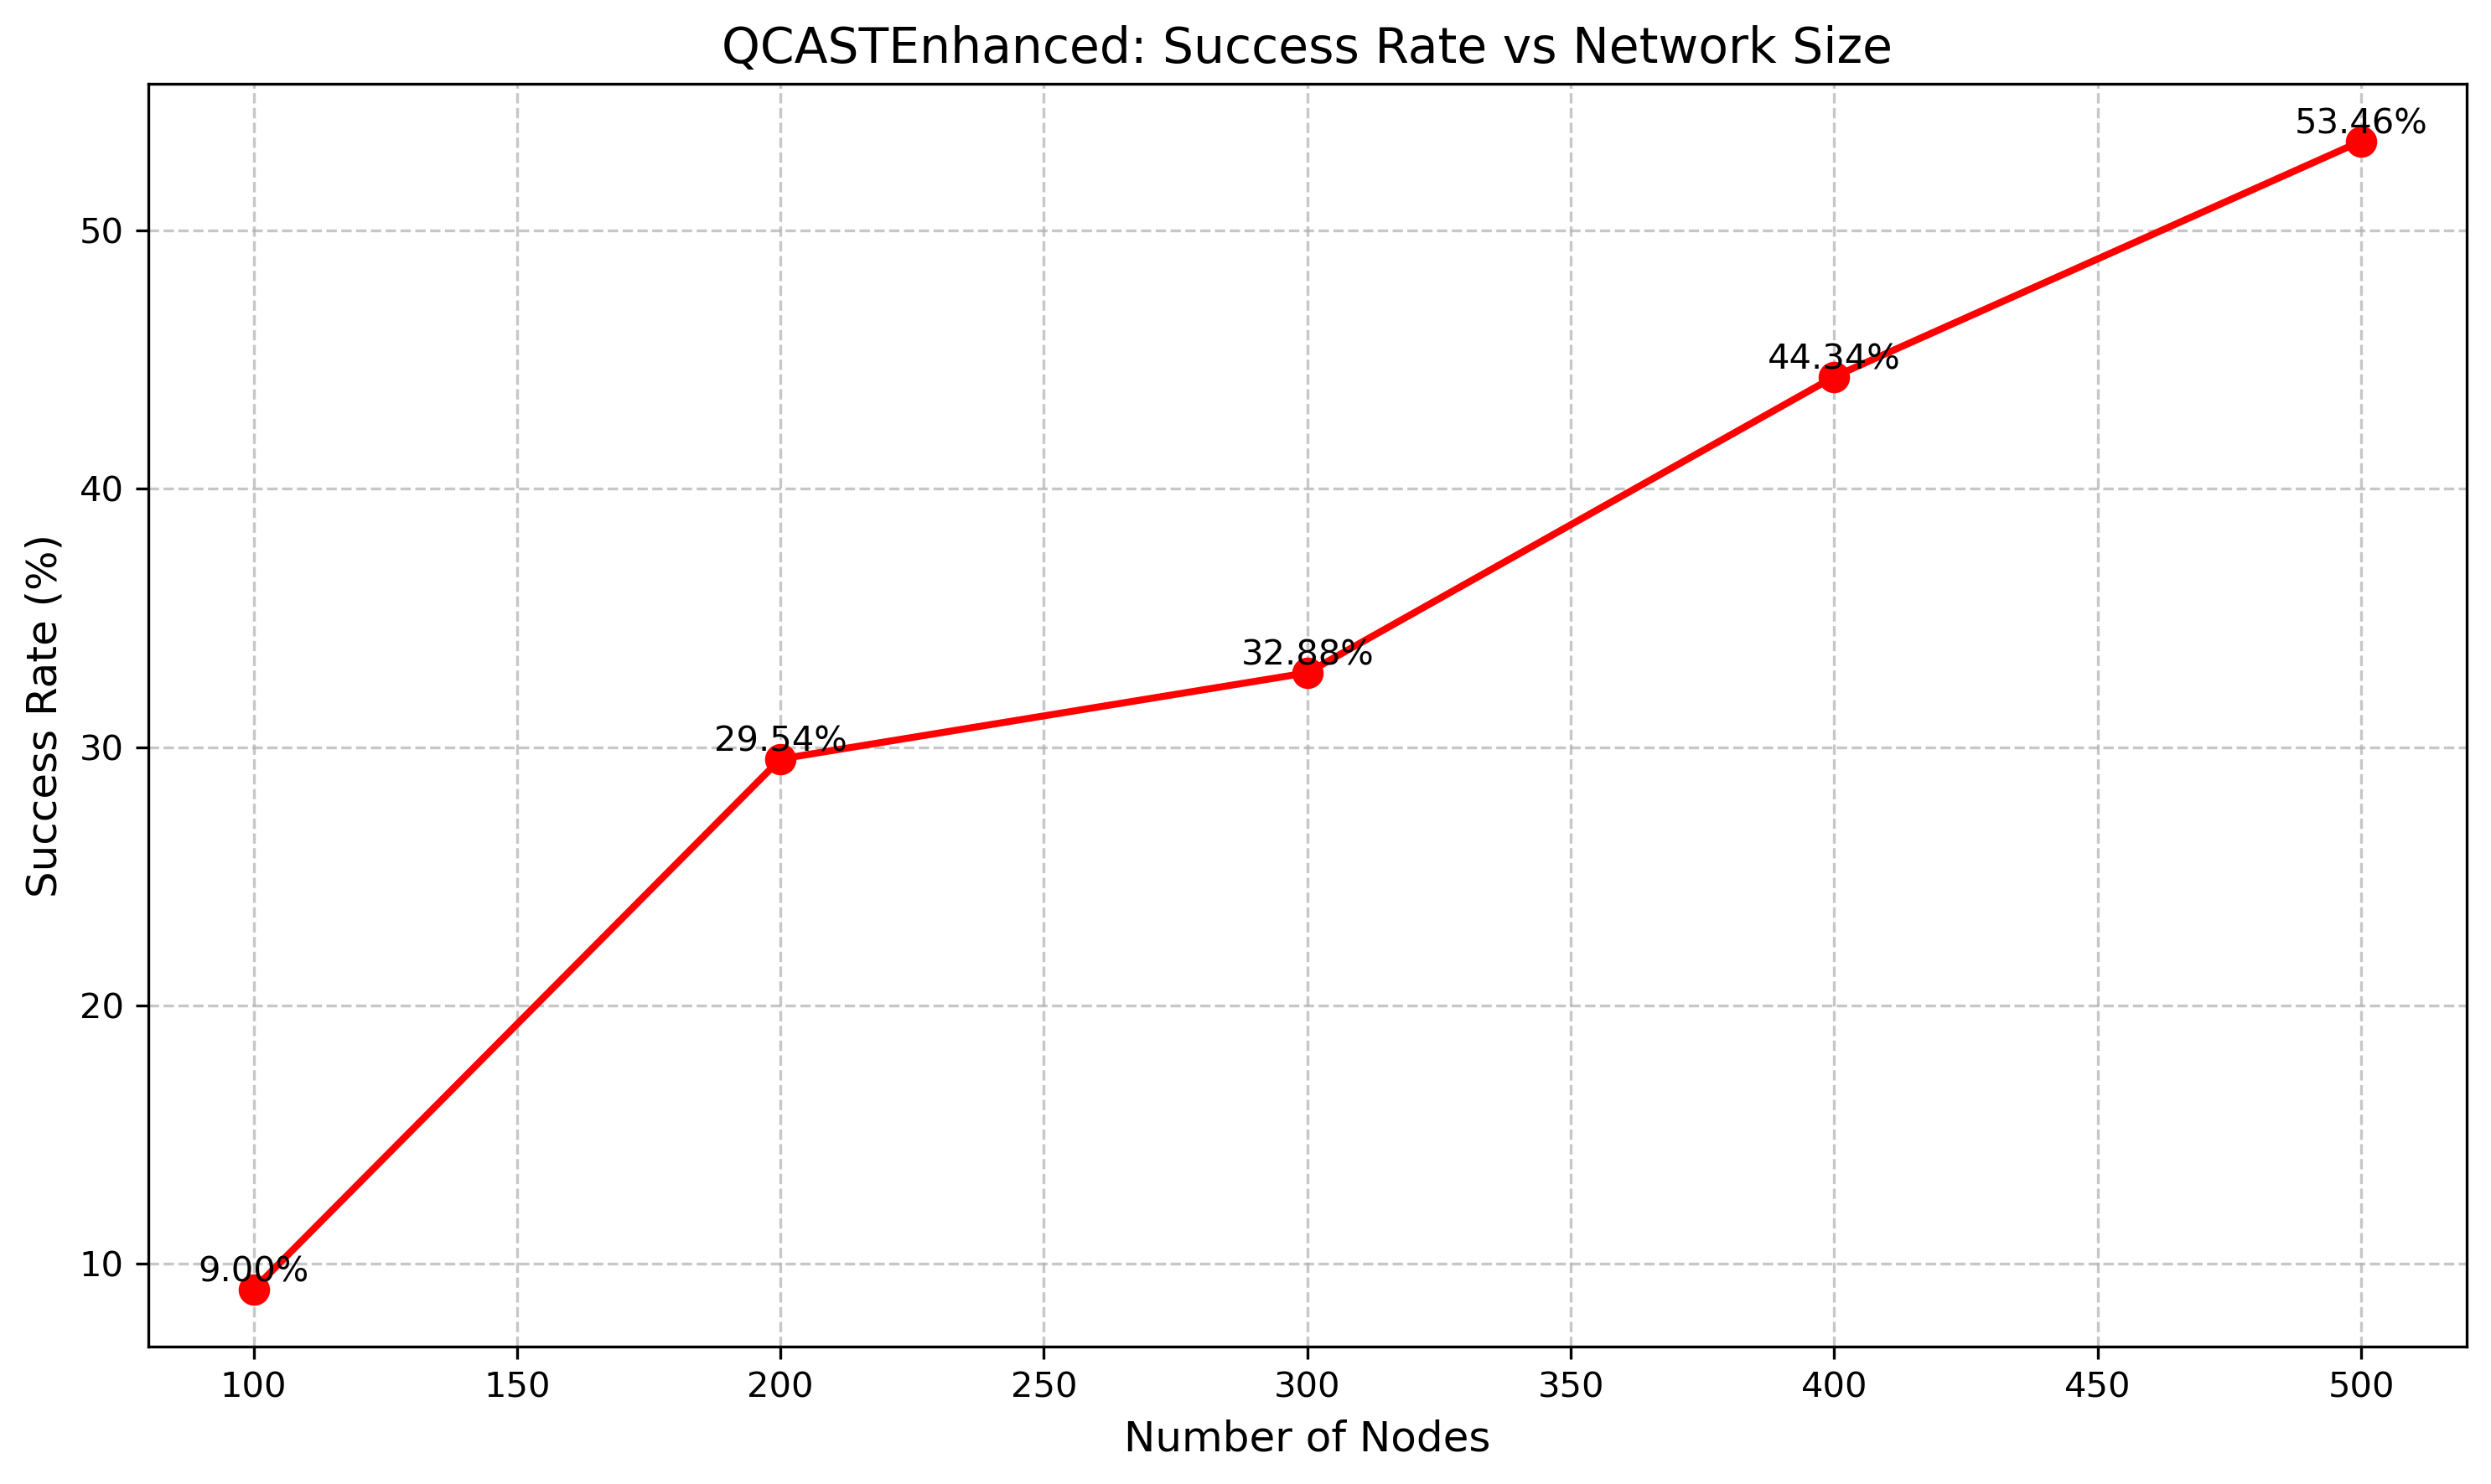 QCASTEnhanced: Success Rate vs Network Size
53.46%
50
44.34%
40
Success Rate (%)
32.88%
29.54%
30
20
9.00%
10
100 150 200 250 300 350 400 450 500
Number of Nodes